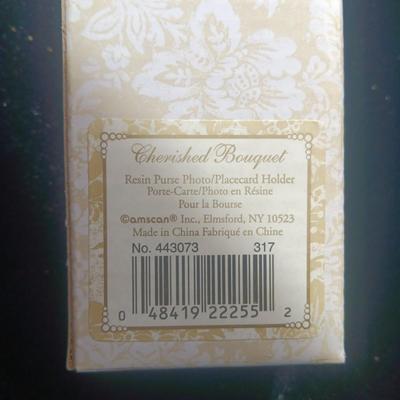 Cherished Bouquet
Resin Purse Photo/Placecard Holder
Porte-Carte/Photo en Résine
Pour la Bourse
©amscan® Inc., Elmsford, NY 10523
Made in China Fabriqué en Chine
No. 443073 317
0 48419 22255 2